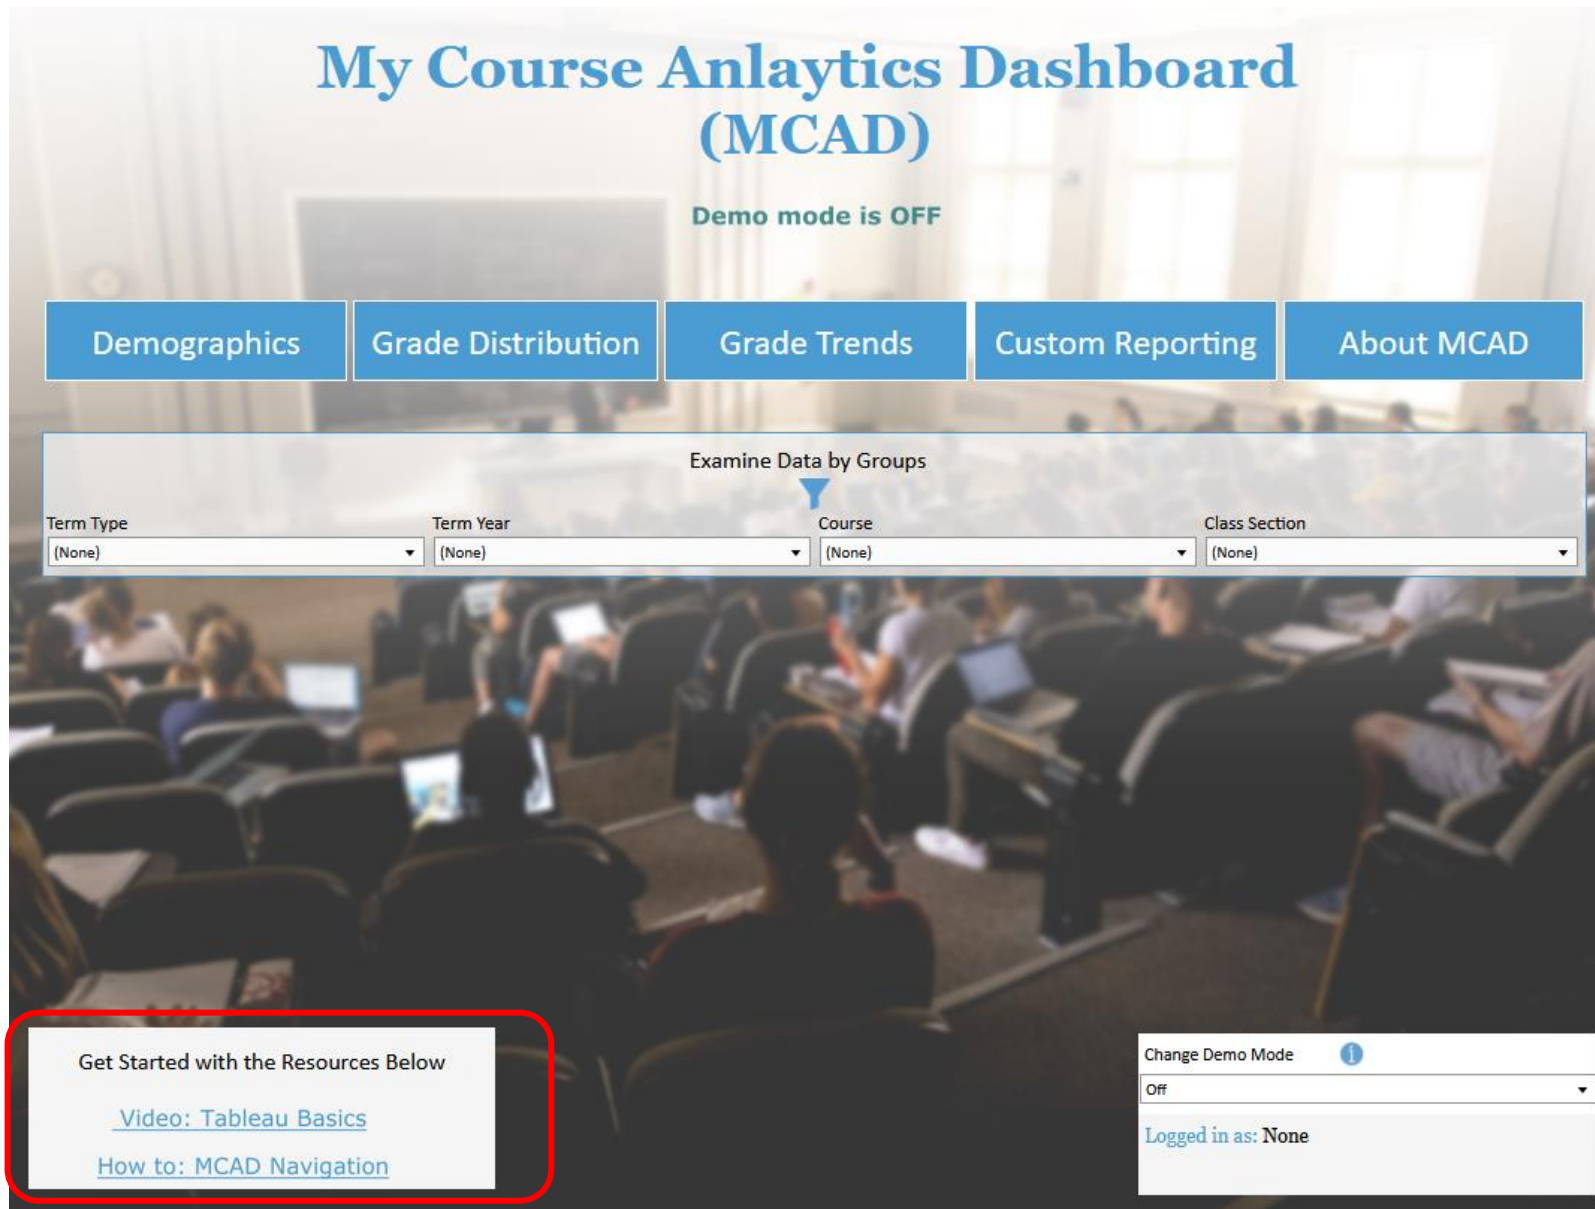 My Course Anlaytics Dashboard
(MCAD)
Demo mode is OFF
Demographics
Grade Distribution
Grade Trends
Custom Reporting
About MCAD
Examine Data by Groups
Term Type
Term Year
Course
Class Section
(None)
(None)
(None)
(None)
Get Started with the Resources Below
Video: Tableau Basics
How to: MCAD Navigation
Change Demo Mode
Off
Logged in as: None